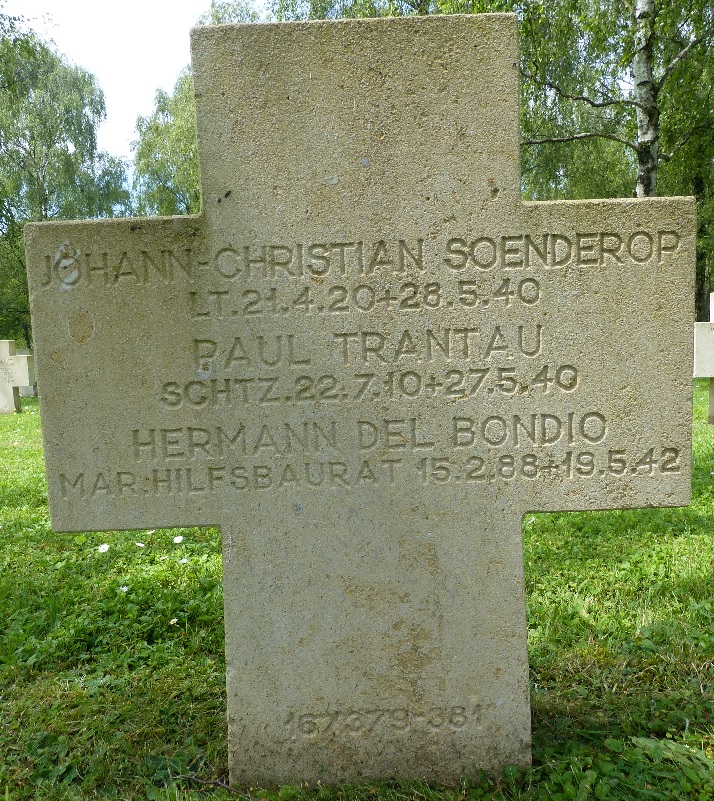 JOHANN-CHRISTIAN SOENDEROP
LT.21.4.20+28.5.40
PAUL TRANTAU
SCHTZ.22.7.10+27.5.40
HERMANN DEL BONDIO
MAR.HILFSBAURAT 15.2.88+19.5.42